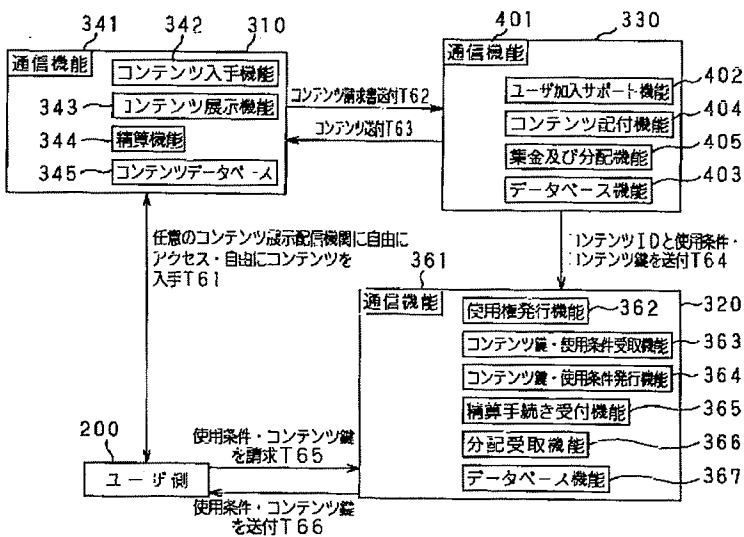 341
342
310
通信機能
コンテンツ入手機能
343
コンテンツ展示機能
344
精算機能
345
コンテンツデータベース
コンテンツ請求書送付T62
コンテンツ送付T63
401
330
通信機能
402
ユーザ加入サポート機能
404
コンテンツ配付機能
405
集金及び分配機能
403
データベース機能
任意のコンテンツ展示配信機関に自由に
アクセス・自由にコンテンツを
入手T61
コンテンツIDと使用条件・
コンテンツ鍵を送付T64
361
320
通信機能
使用権発行機能
362
コンテンツ鍵・使用条件受取機能
363
コンテンツ鍵・使用条件発行機能
364
精算手続き受付機能
365
分配受取機能
366
データベース機能
367
200
ユーザ側
使用条件・コンテンツ鍵
を請求T65
使用条件・コンテンツ鍵
を送付T66